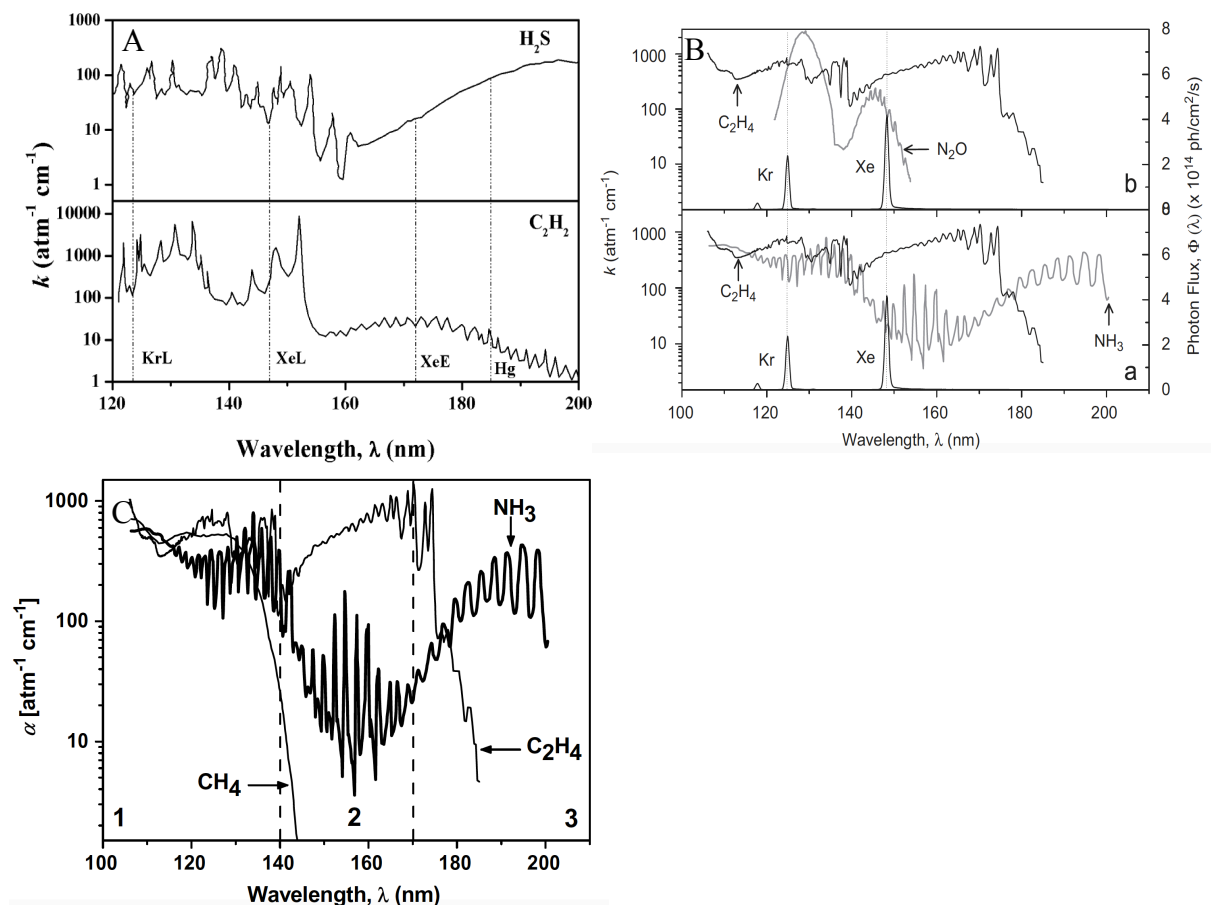 A
H2S
1000
100
10
1
k (atm-1 cm-1)
C2H2
10000
1000
100
10
1
KrL
XeL
XeE
Hg
120
140
160
180
200
Wavelength, λ (nm)
B
1000
100
10
k (atm-1 cm-1)
C2H4
N2O
Kr
Xe
b
8
6
4
2
0
Photon Flux, Φ (λ) (x 10^14 ph/cm2/s)
1000
100
10
k (atm-1 cm-1)
C2H4
NH3
Kr
Xe
a
8
6
4
2
0
100
120
140
160
180
200
Wavelength, λ (nm)
C
1000
100
10
α [atm-1 cm-1]
NH3
C2H4
CH4
1
2
3
100
120
140
160
180
200
Wavelength, λ (nm)